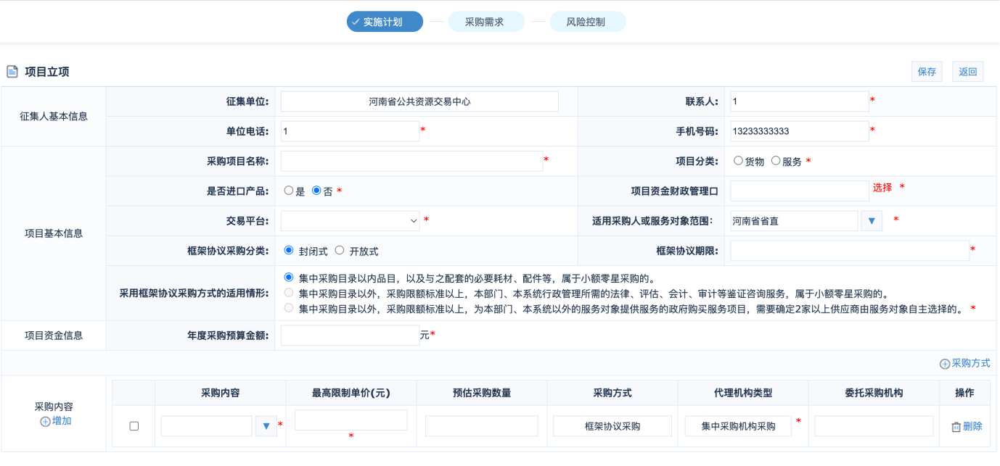 实施计划 采购需求 风险控制
项目立项 保存 返回
征集人基本信息 征集单位: 河南省公共资源交易中心 联系人: 1 *
单位电话: 1 * 手机号码: 13233333333 *
项目基本信息 采购项目名称: * 项目分类: 货物 服务 *
是否进口产品: 是 否 * 项目资金财政管理口 选择 *
交易平台: * 适用采购人或服务对象范围: 河南省省直 ▼ *
框架协议采购分类: 封闭式 开放式 框架协议期限: *
采用框架协议采购方式的适用情形: 集中采购目录以内品目，以及与之配套的必要耗材、配件等，属于小额零星采购的。
集中采购目录以外，采购限额标准以上，本部门、本系统行政管理所需的法律、评估、会计、审计等鉴证咨询服务，属于小额零星采购的。
集中采购目录以外，采购限额标准以上，为本部门、本系统以外的服务对象提供服务的政府购买服务项目，需要确定2家以上供应商由服务对象自主选择的。 *
项目资金信息 年度采购预算金额: 元*
采购方式
采购内容 增加
采购内容 最高限制单价(元) 预估采购数量 采购方式 代理机构类型 委托采购机构 操作
▼ * * 框架协议采购 集中采购机构采购 * 删除